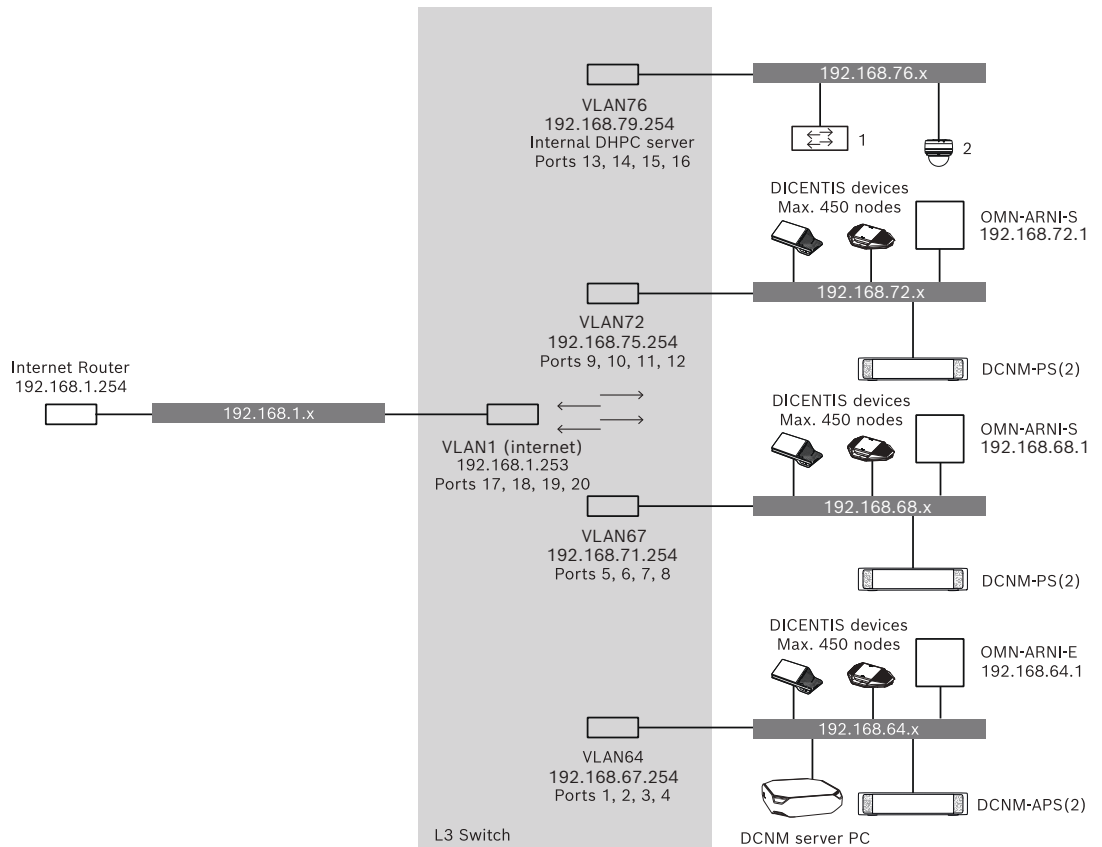 192.168.76.x
VLAN76
192.168.79.254
Internal DHPC server
Ports 13, 14, 15, 16
1
2
DICENTIS devices
Max. 450 nodes
OMN-ARNI-S
192.168.72.1
192.168.72.x
VLAN72
192.168.75.254
Ports 9, 10, 11, 12
DCNM-PS(2)
Internet Router
192.168.1.254
192.168.1.x
VLAN1 (internet)
192.168.1.253
Ports 17, 18, 19, 20
DICENTIS devices
Max. 450 nodes
OMN-ARNI-S
192.168.68.1
192.168.68.x
VLAN67
192.168.71.254
Ports 5, 6, 7, 8
DCNM-PS(2)
DICENTIS devices
Max. 450 nodes
OMN-ARNI-E
192.168.64.1
192.168.64.x
VLAN64
192.168.67.254
Ports 1, 2, 3, 4
DCNM-APS(2)
L3 Switch
DCNM server PC